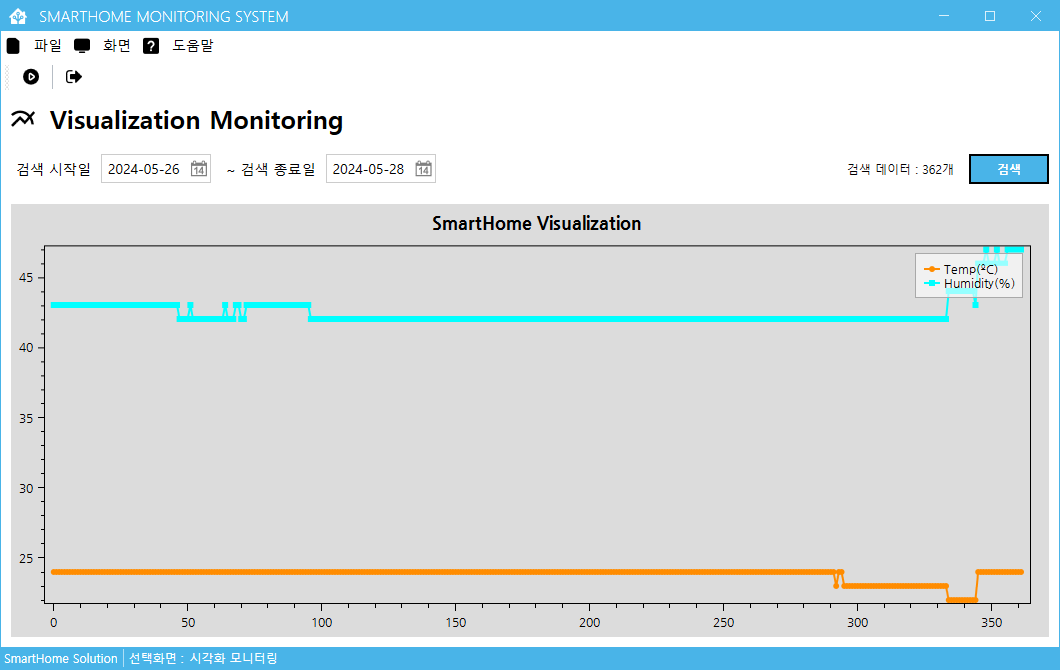 SMARTHOME MONITORING SYSTEM
파일 화면 ? 도움말
Visualization Monitoring
검색 시작일 2024-05-26 14 ~ 검색 종료일 2024-05-28 14 검색 데이터 : 362개 검색
SmartHome Visualization
Temp(ºC)
Humidity(%)
45
40
35
30
25
0 50 100 150 200 250 300 350
SmartHome Solution 선택화면 : 시각화 모니터링